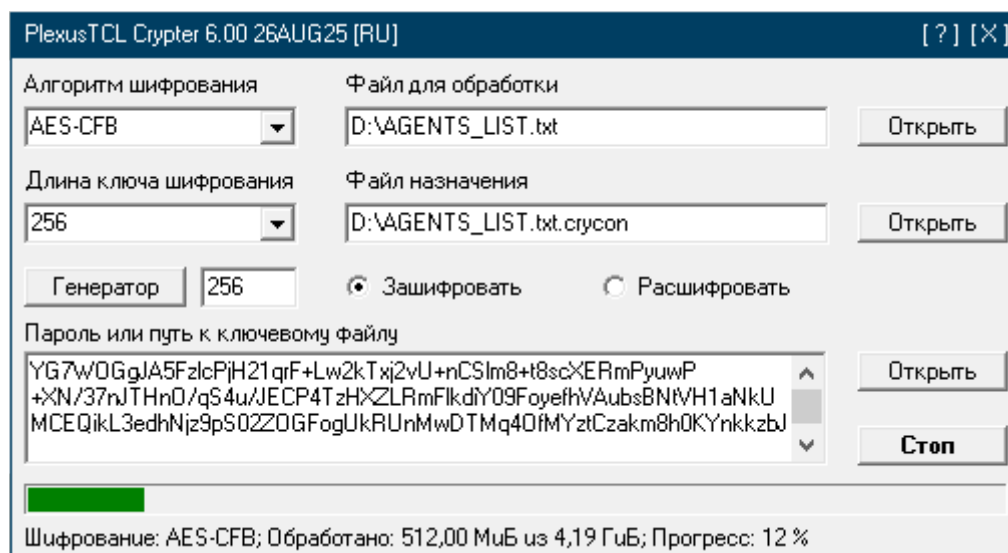 PlexusTCL Crypter 6.00 26AUG25 [RU] [ ? ] [ X ]
Алгоритм шифрования Файл для обработки
AES-CFB D:\AGENTS_LIST.txt Открыть
Длина ключа шифрования Файл назначения
256 D:\AGENTS_LIST.txt.crycon Открыть
Генератор 256 Зашифровать Расшифровать
Пароль или путь к ключевому файлу
YG7WOGgJA5FzlcPjH21qrF+Lw2kTxj2vU+nCSIm8+t8scXERmPyuwP
+XN/37nJTHnO/qS4u/JECP4TzHXZLRmFlkdiY09FoyefhVAubsBNtVH1aNkU
MCEQikL3edhNjz9pS02ZOGFogUkRUnMwDTMq4OfMYztCzakm8h0KYnkkzbJ
Открыть
Стоп
Шифрование: AES-CFB; Обработано: 512,00 МиБ из 4,19 ГиБ; Прогресс: 12 %